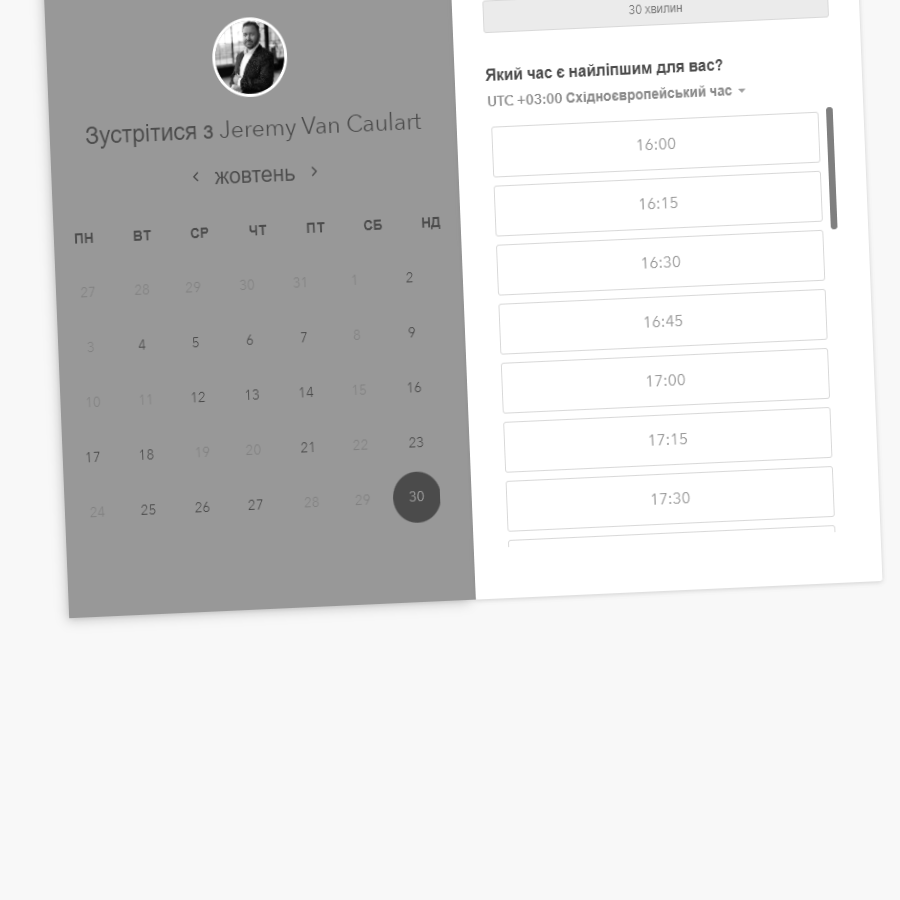 Зустрітися з Jeremy Van Caulart
‹ жовтень ›
ПН ВТ СР ЧТ ПТ СБ НД
27 28 29 30 31 1 2
3 4 5 6 7 8 9
10 11 12 13 14 15 16
17 18 19 20 21 22 23
24 25 26 27 28 29 30
30 хвилин
Який час є найліпшим для вас?
UTC +03:00 Східноєвропейський час
16:00
16:15
16:30
16:45
17:00
17:15
17:30